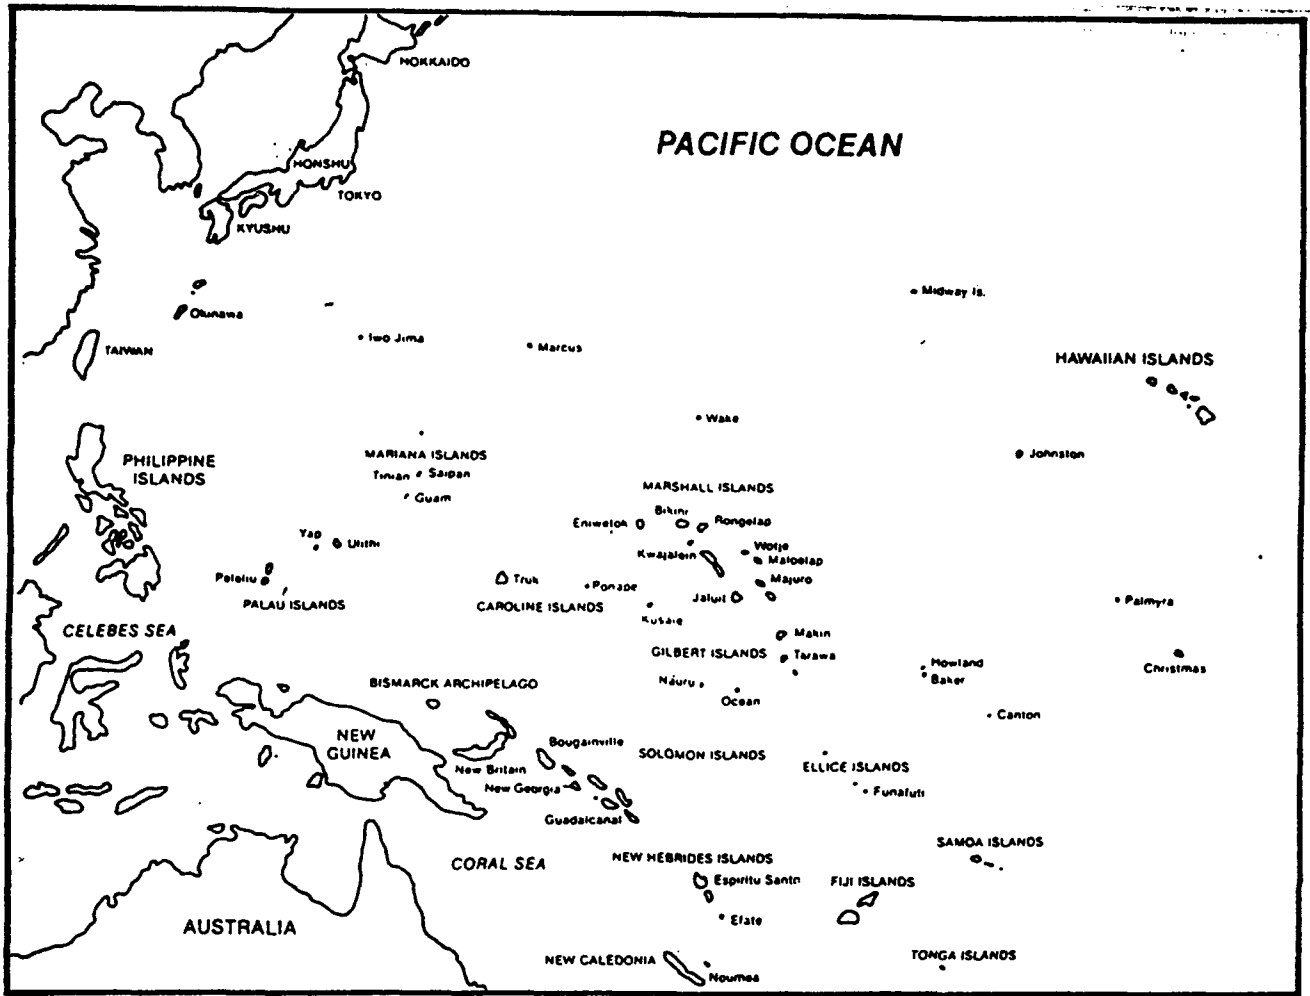 HOKKAIDO
PACIFIC OCEAN
HONSHU
TOKYO
KYUSHU
Midway Is.
Okinawa
Iwo Jima
Marcus
TAIWAN
HAWAIIAN ISLANDS
Wake
PHILIPPINE
ISLANDS
MARIANA ISLANDS
Johnston
Tinian
Saipan
MARSHALL ISLANDS
Guam
Bikini
Eniwetok
Rongelap
Yap
Ulithi
Wotje
Kwajalein
Maloelap
Peleliu
Truk
Ponape
Majuro
PALAU ISLANDS
CAROLINE ISLANDS
Jaluit
Palmyra
Kusaie
CELEBES SEA
Makin
GILBERT ISLANDS
Tarawa
Howland
Christmas
BISMARCK ARCHIPELAGO
Nauru
Baker
Ocean
Canton
NEW
GUINEA
Bougainville
SOLOMON ISLANDS
New Britain
ELLICE ISLANDS
New Georgia
Funafuti
Guadalcanal
SAMOA ISLANDS
CORAL SEA
NEW HEBRIDES ISLANDS
Espiritu Santo
FIJI ISLANDS
AUSTRALIA
Efate
NEW CALEDONIA
TONGA ISLANDS
Noumea